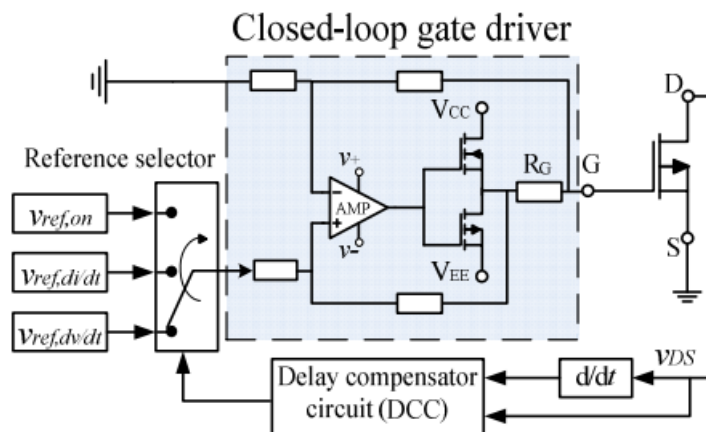 Closed-loop gate driver
D
VCC
Reference selector
RG
G
v+
vref,on
AMP
vref,di/dt
v-
S
VEE
vref,dv/dt
vDS
Delay compensator
circuit (DCC)
d/dt